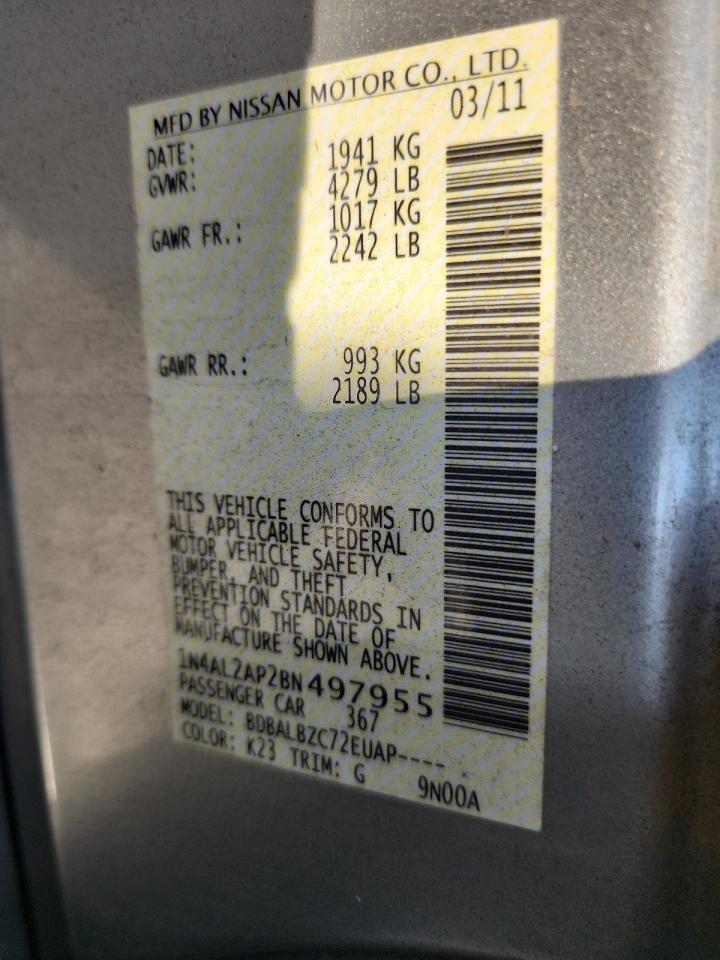 MFD BY NISSAN MOTOR CO., LTD.
DATE: 03/11
GVWR: 1941 KG
4279 LB
GAWR FR.: 1017 KG
2242 LB
GAWR RR.: 993 KG
2189 LB
THIS VEHICLE CONFORMS TO
ALL APPLICABLE FEDERAL
MOTOR VEHICLE SAFETY,
BUMPER, AND THEFT
PREVENTION STANDARDS IN
EFFECT ON THE DATE OF
MANUFACTURE SHOWN ABOVE.
1N4AL2AP2BN497955
PASSENGER CAR 367
MODEL: BDBALBZC72EUAP----
COLOR: K23 TRIM: G 9N00A